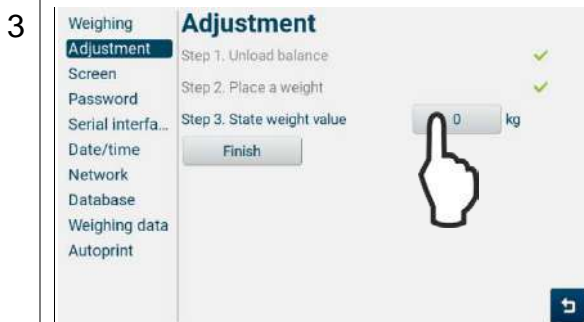 3
Weighing
Adjustment
Screen
Password
Serial interfa...
Date/time
Network
Database
Weighing data
Autoprint
Adjustment
Step 1. Unload balance
Step 2. Place a weight
Step 3. State weight value 0 kg
Finish